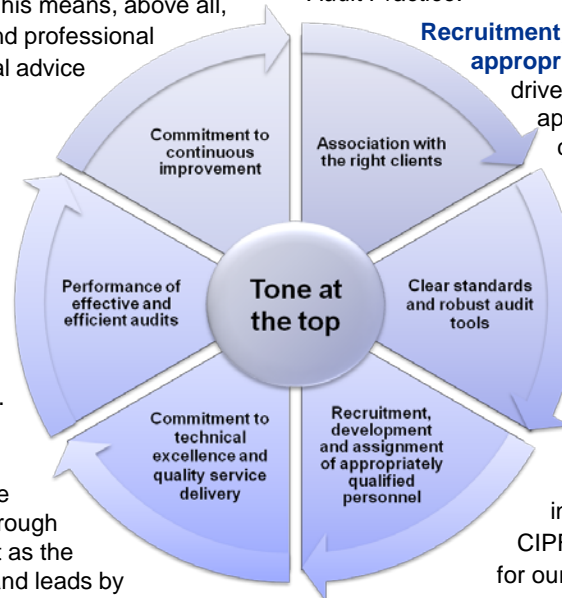 his means, above all,
nd professional
al advice
Audit Practice.
Recruitment
appropr
drive
ap
Commitment to
continuous
improvement
Association with
the right clients
Performance of
effective and
efficient audits
Tone at
the top
Clear standards
and robust audit
tools
Commitment to
technical
excellence and
quality service
delivery
Recruitment,
development
and assignment
of appropriately
qualified
personnel
rough
t as the
and leads by
in
CIPF
for our